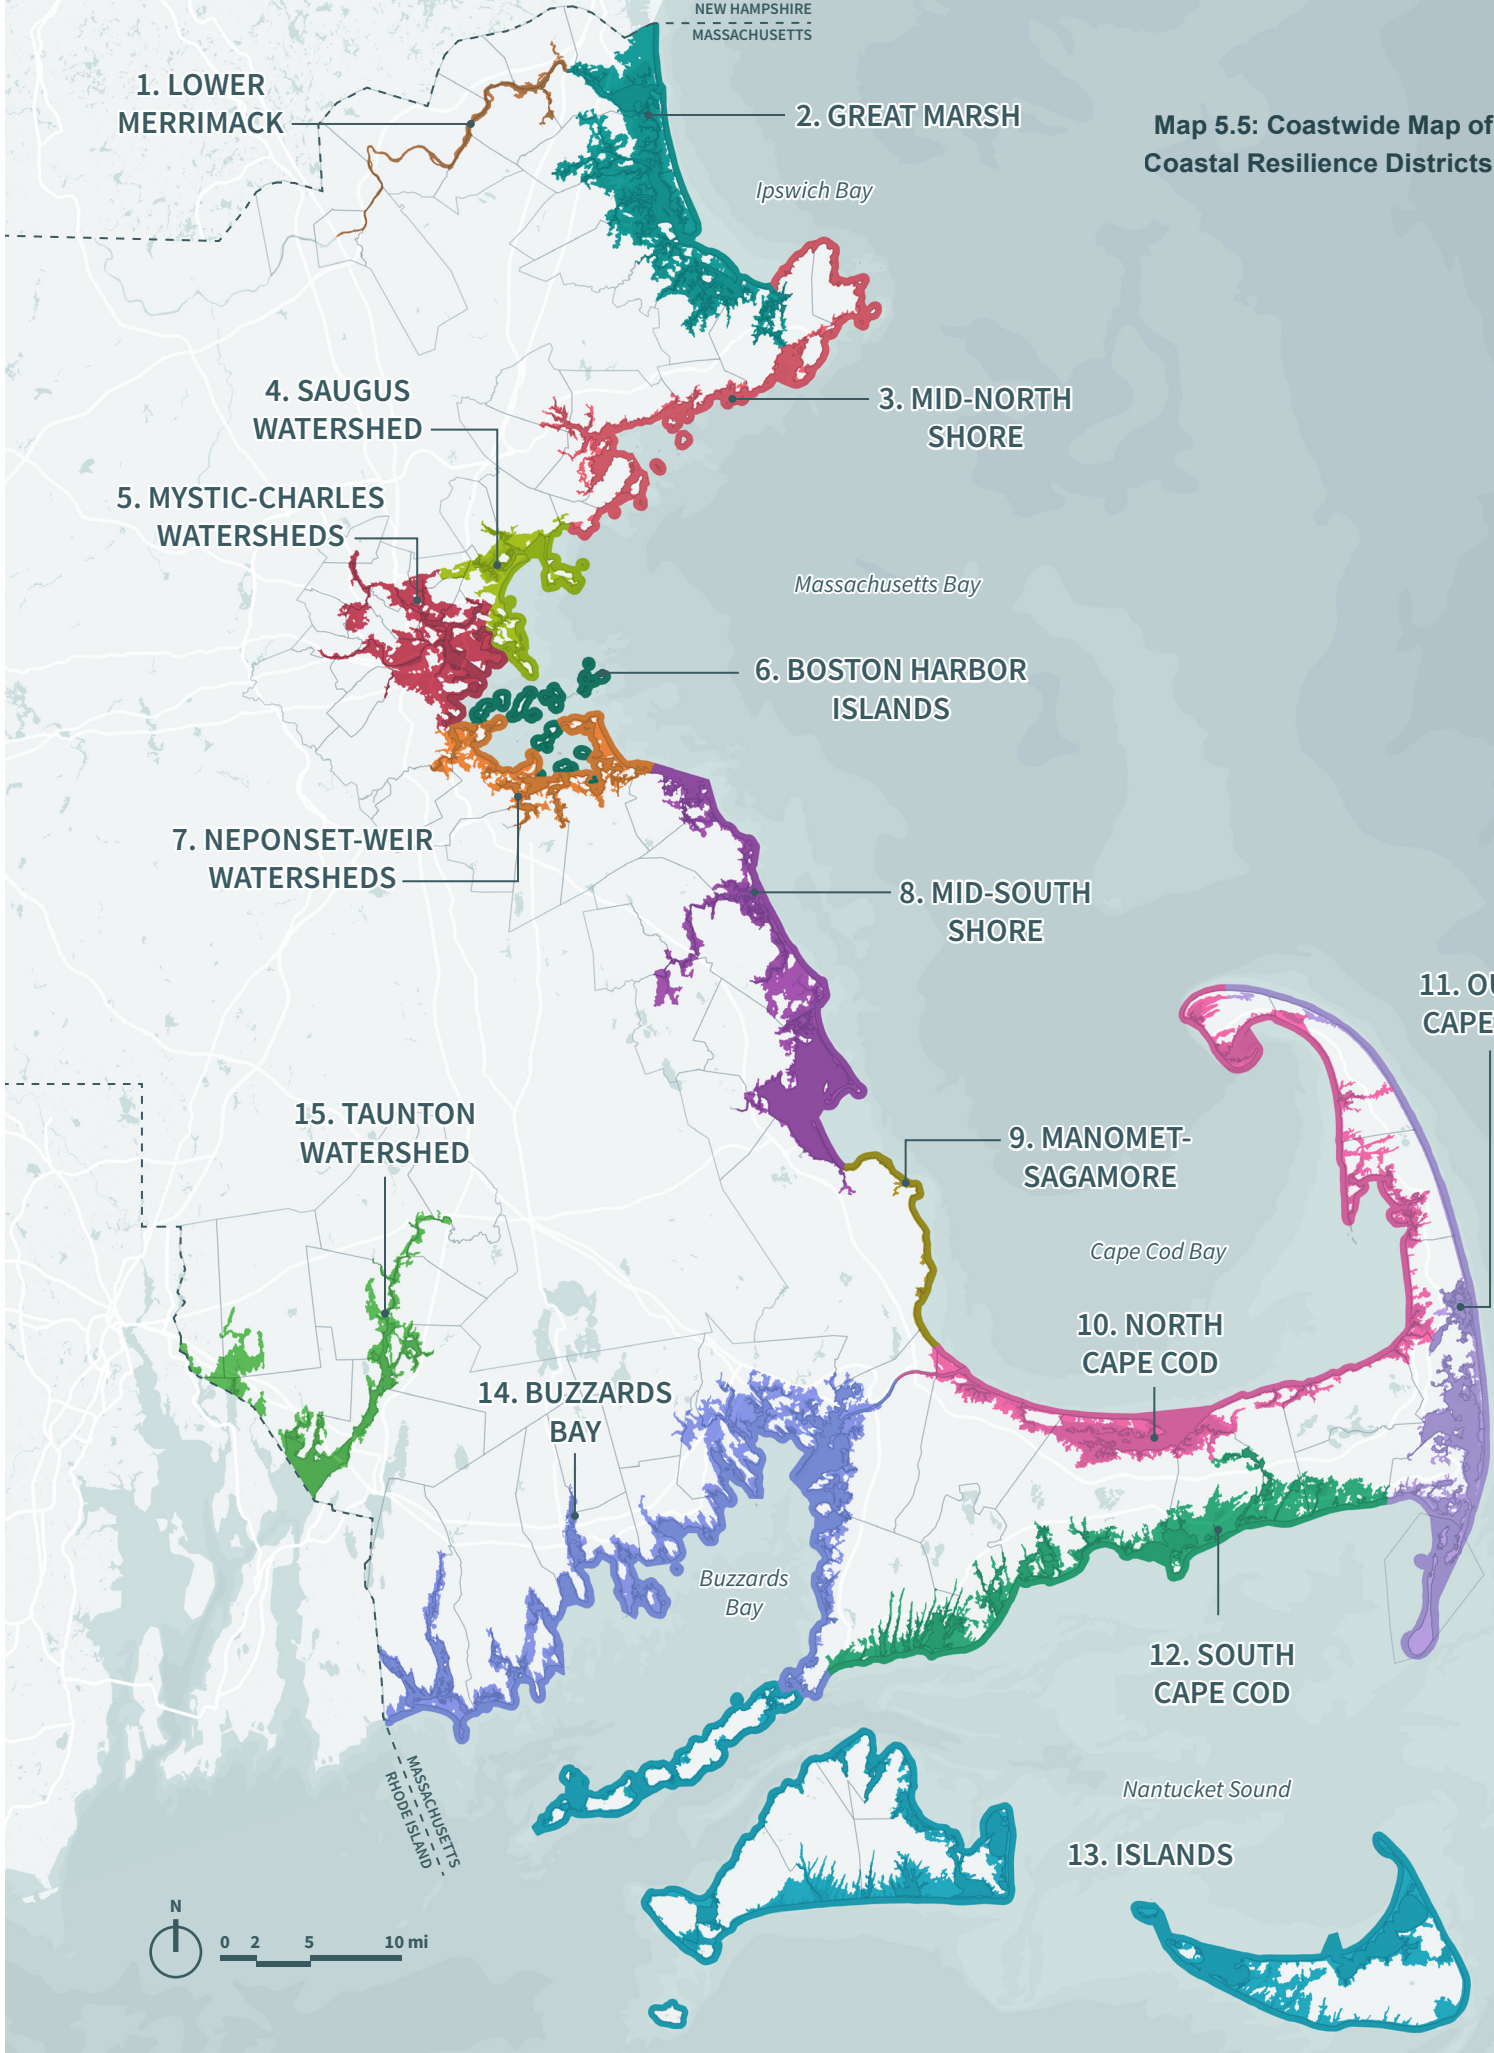 NEW HAMPSHIRE
MASSACHUSETTS
1. LOWER
MERRIMACK
2. GREAT MARSH
Map 5.5: Coastwide Map of
Coastal Resilience Districts
Ipswich Bay
4. SAUGUS
WATERSHED
3. MID-NORTH
SHORE
5. MYSTIC-CHARLES
WATERSHEDS
Massachusetts Bay
6. BOSTON HARBOR
ISLANDS
7. NEPONSET-WEIR
WATERSHEDS
8. MID-SOUTH
SHORE
11.
CAPE
15. TAUNTON
WATERSHED
9. MANOMET-
SAGAMORE
Cape Cod Bay
10. NORTH
CAPE COD
14. BUZZARDS
BAY
Buzzards
Bay
12. SOUTH
CAPE COD
MASSACHUSETTS
RHODE ISLAND
Nantucket Sound
13. ISLANDS
N
0 2 5 10 mi